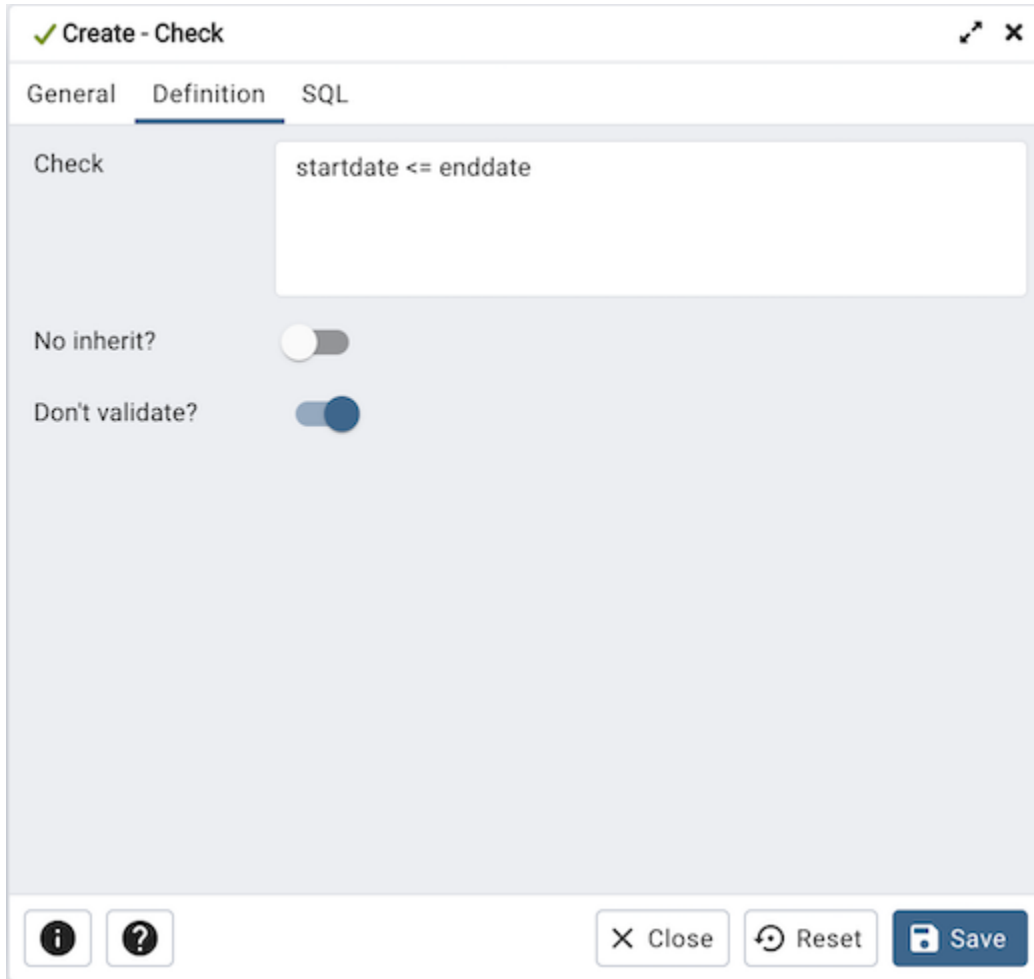 Create - Check
General Definition SQL
Check
startdate <= enddate
No inherit?
Don't validate?
Close Reset Save